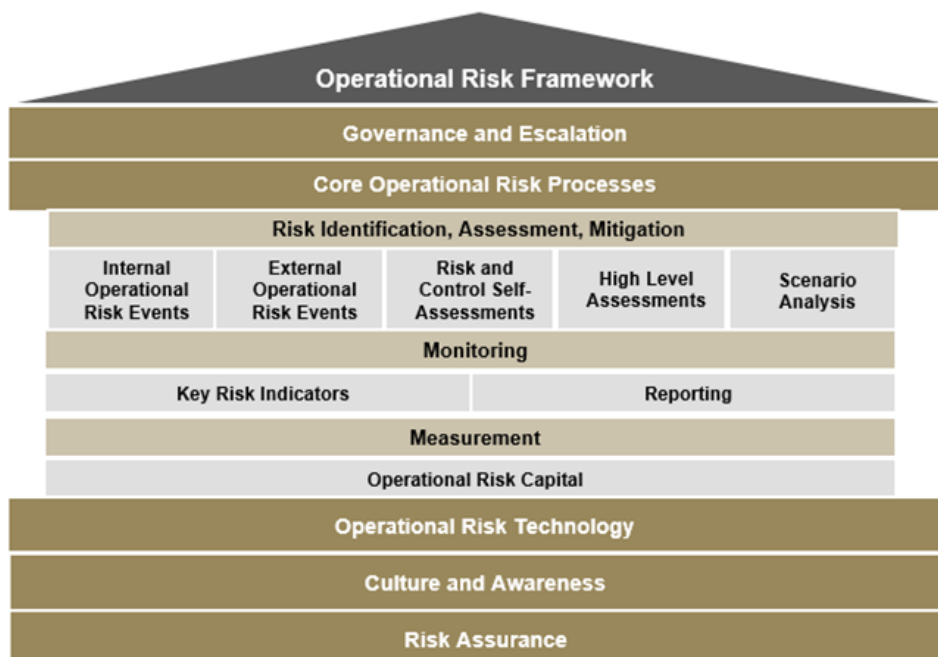 Operational Risk Framework
Governance and Escalation
Core Operational Risk Processes
Risk Identification, Assessment, Mitigation
Internal
Operational
Risk Events
External
Operational
Risk Events
Risk and
Control Self-
Assessments
High Level
Assessments
Scenario
Analysis
Monitoring
Key Risk Indicators
Reporting
Measurement
Operational Risk Capital
Operational Risk Technology
Culture and Awareness
Risk Assurance